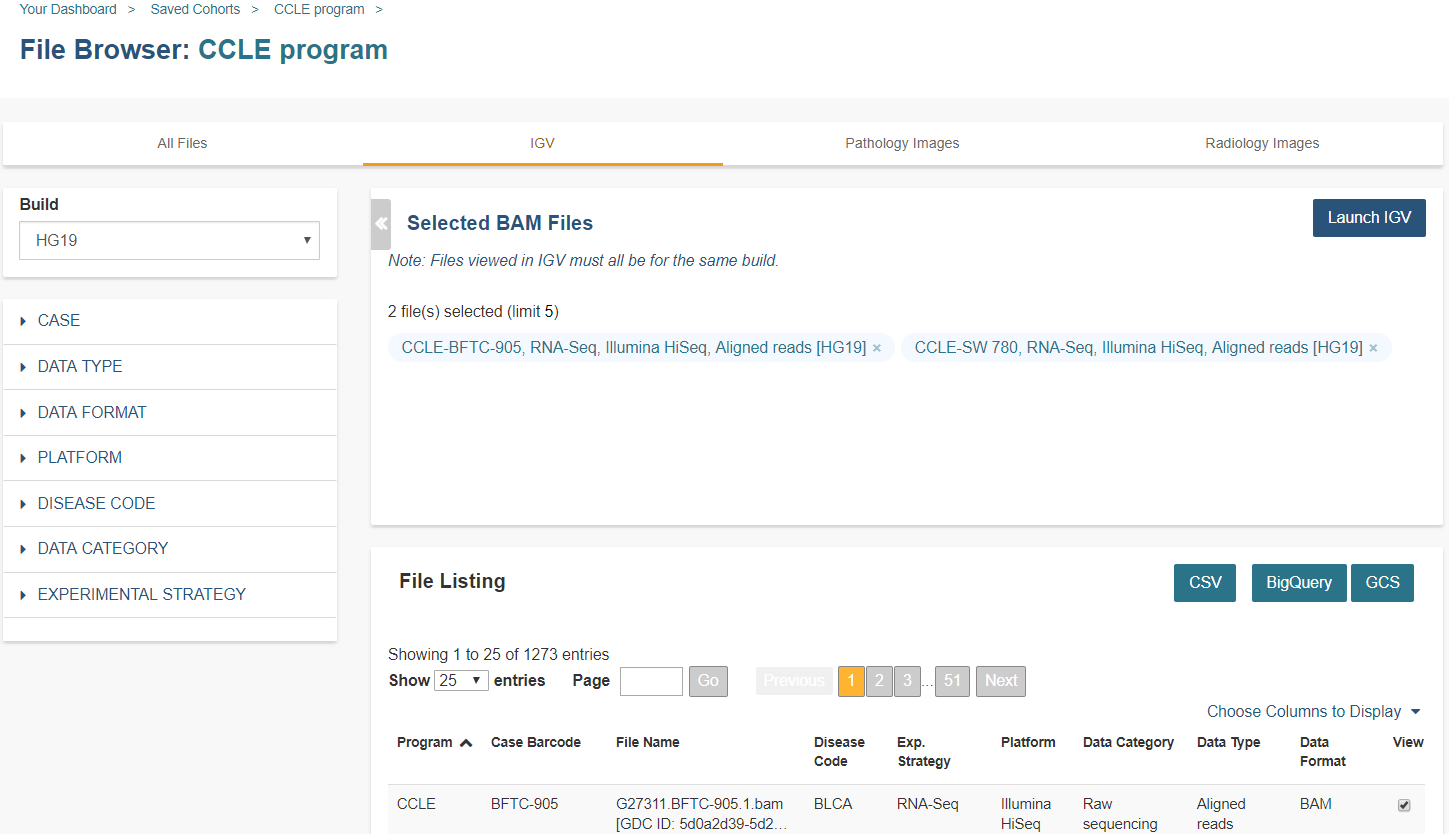 Your Dashboard > Saved Cohorts > CCLE program >
File Browser: CCLE program
All Files IGV Pathology Images Radiology Images
Build
HG19
CASE
DATA TYPE
DATA FORMAT
PLATFORM
DISEASE CODE
DATA CATEGORY
EXPERIMENTAL STRATEGY
« Selected BAM Files
Launch IGV
Note: Files viewed in IGV must all be for the same build.
2 file(s) selected (limit 5)
CCLE-BFTC-905, RNA-Seq, Illumina HiSeq, Aligned reads [HG19] × CCLE-SW 780, RNA-Seq, Illumina HiSeq, Aligned reads [HG19] ×
File Listing
CSV BigQuery GCS
Showing 1 to 25 of 1273 entries
Show 25 entries Page Go Previous 1 2 3 ... 51 Next
Choose Columns to Display
Program Case Barcode File Name Disease Exp. Platform Data Category Data Type Data View
Code Strategy Format
CCLE BFTC-905 G27311.BFTC-905.1.bam BLCA RNA-Seq Illumina Raw Aligned BAM
[GDC ID: 5d0a2d39-5d2… HiSeq sequencing reads